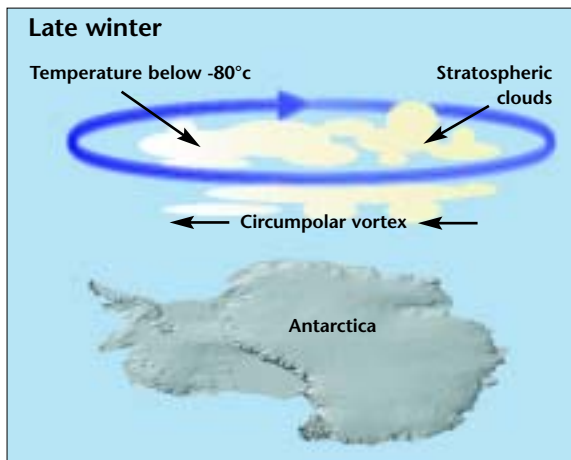 Late winter
Temperature below -80°c
Stratospheric
clouds
Circumpolar vortex
Antarctica